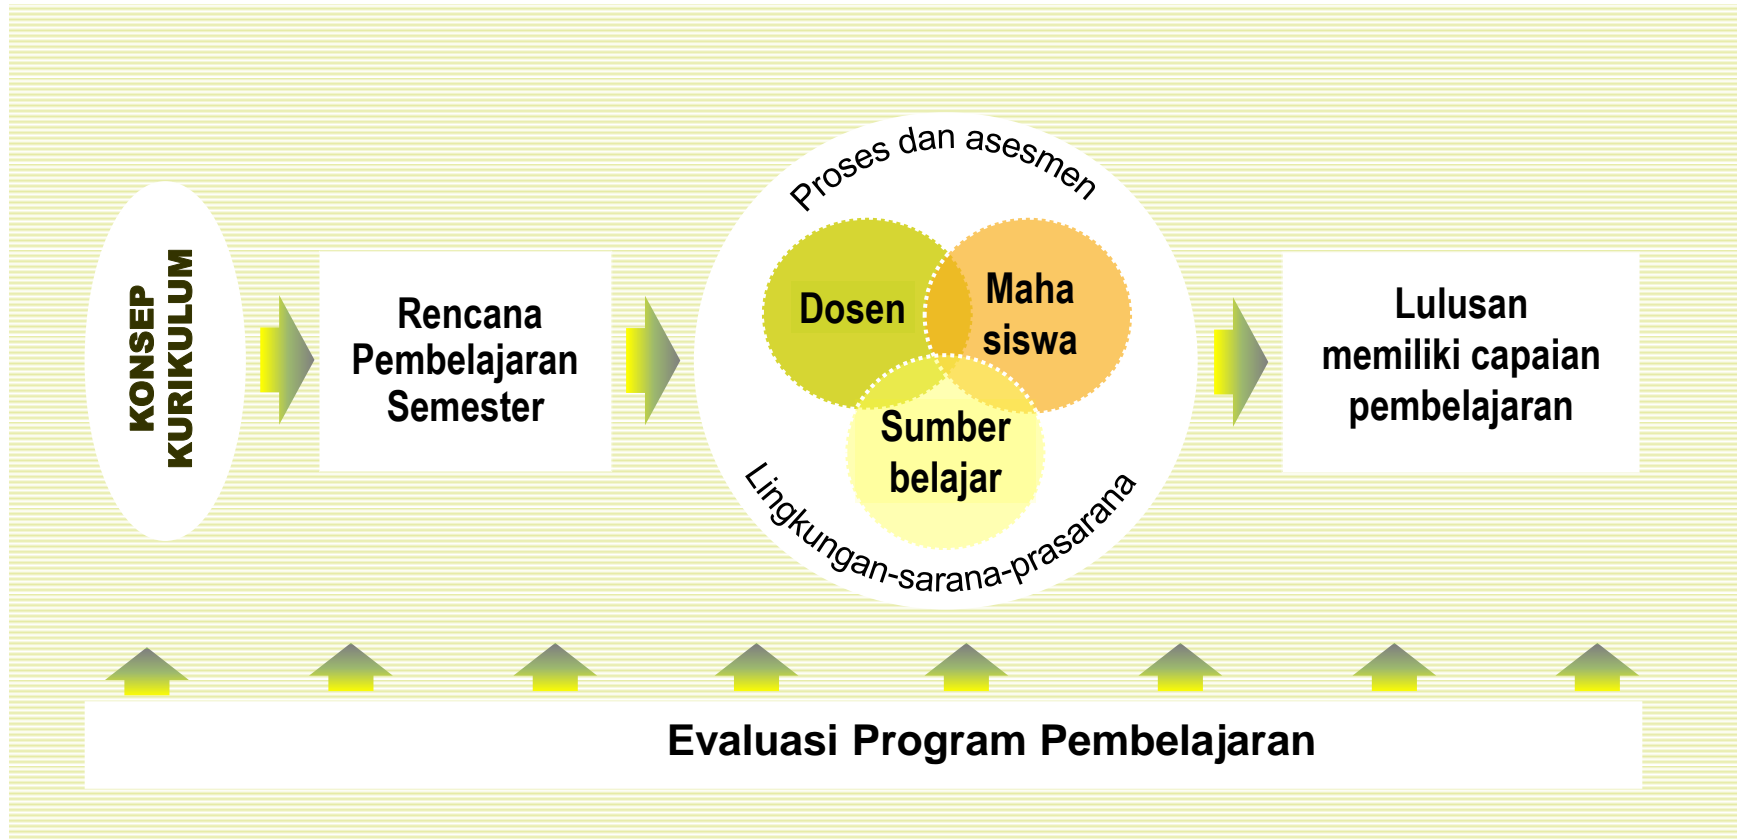 KONSEP
KURIKULUM
Rencana
Pembelajaran
Semester
Proses dan asesmen
Dosen
Maha
siswa
Sumber
belajar
Lingkungan-sarana-prasarana
Lulusan
memiliki capaian
pembelajaran
Evaluasi Program Pembelajaran